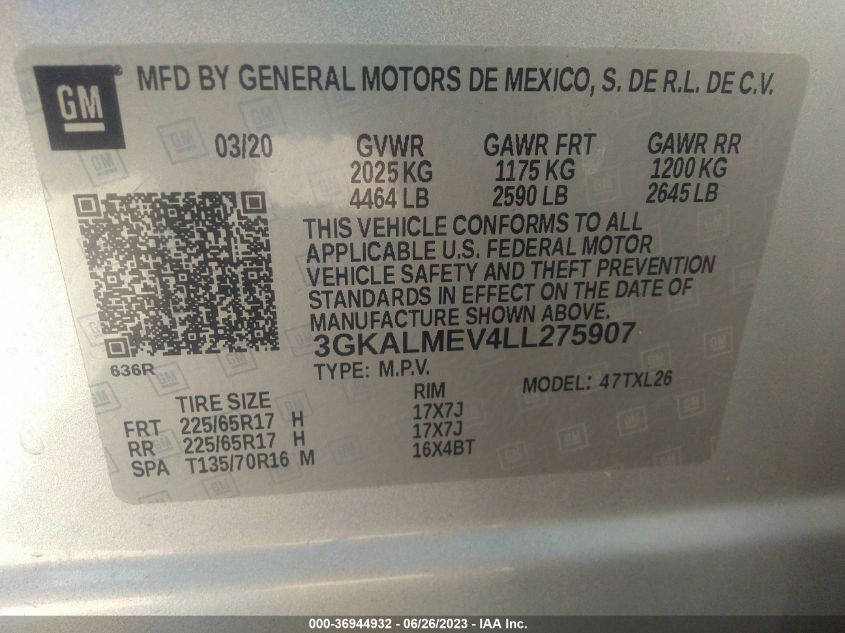 GM
® MFD BY GENERAL MOTORS DE MEXICO, S. DE R.L. DE C.V.
03/20 GVWR GAWR FRT GAWR RR
2025 KG 1175 KG 1200 KG
4464 LB 2590 LB 2645 LB
THIS VEHICLE CONFORMS TO ALL
APPLICABLE U.S. FEDERAL MOTOR
VEHICLE SAFETY AND THEFT PREVENTION
STANDARDS IN EFFECT ON THE DATE OF
MANUFACTURE SHOWN ABOVE.
3GKALMEV4LL275907
636R
TYPE: M.P.V. MODEL: 47TXL26
TIRE SIZE RIM
FRT 225/65R17 H 17X7J
RR 225/65R17 H 17X7J
SPA T135/70R16 M 16X4BT
000-36944932 - 06/26/2023 - IAA Inc.